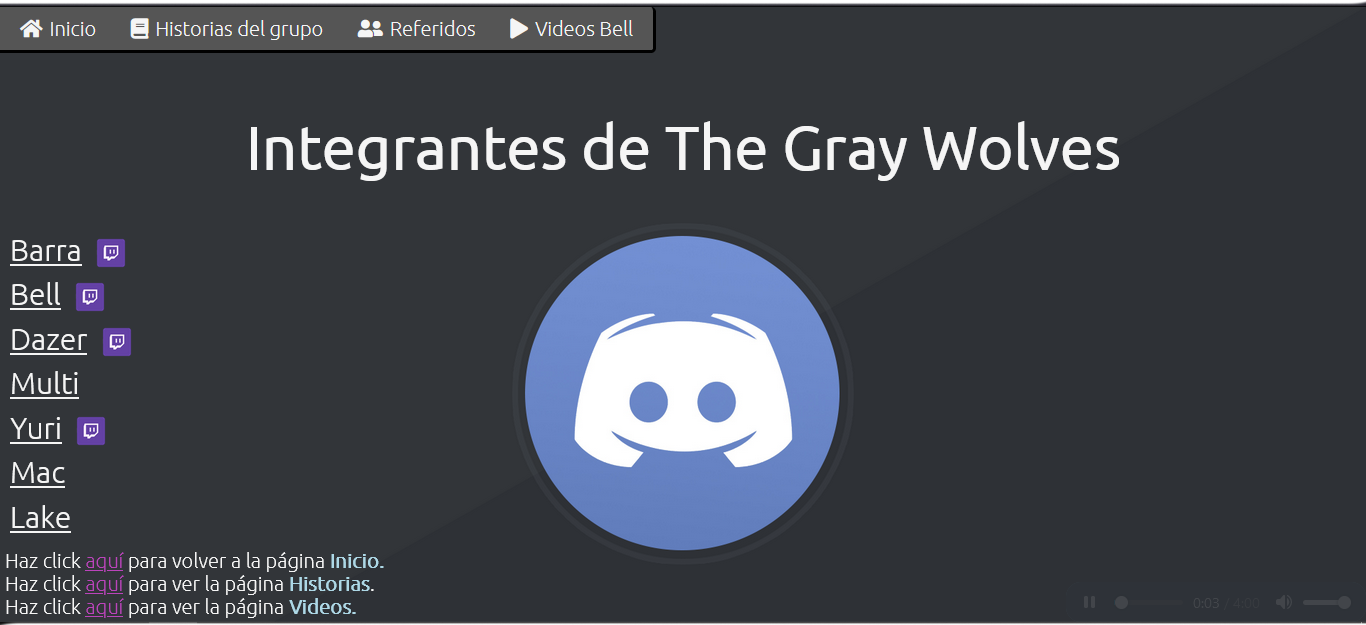 Inicio Historias del grupo Referidos Videos Bell
Integrantes de The Gray Wolves
Barra
Bell
Dazer
Multi
Yuri
Mac
Lake
Haz click aquí para volver a la página Inicio.
Haz click aquí para ver la página Historias.
Haz click aquí para ver la página Videos.
0:03 / 4:00